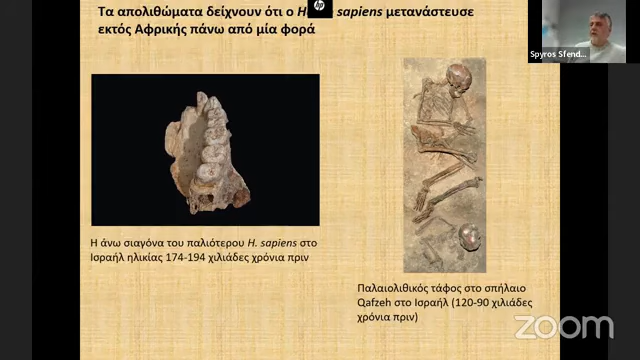 Τα απολιθώματα δείχνουν ότι ο H sapiens μετανάστευσε
εκτός Αφρικής πάνω από μία φορά
hp
Spyros Sfend...
Η άνω σιαγόνα του παλιότερου H. sapiens στο
Ισραήλ ηλικίας 174-194 χιλιάδες χρόνια πριν
Παλαιολιθικός τάφος στο σπήλαιο
Qafzeh στο Ισραήλ (120-90 χιλιάδες
χρόνια πριν)
zoom